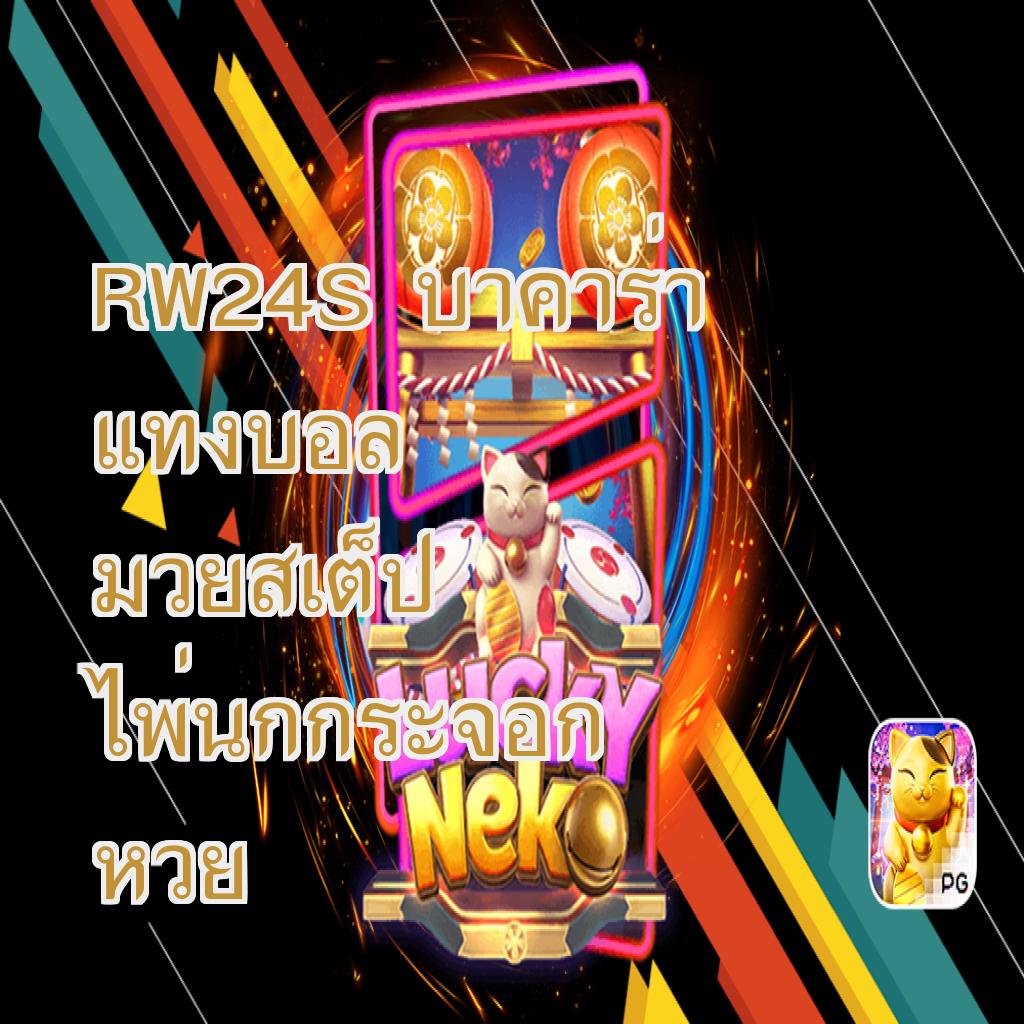 RW24S บาคาร่า
แทงบอล
มวยสเต็ป
ไพ่นกกระจอก
หวย
LUCKY
Neko
PG